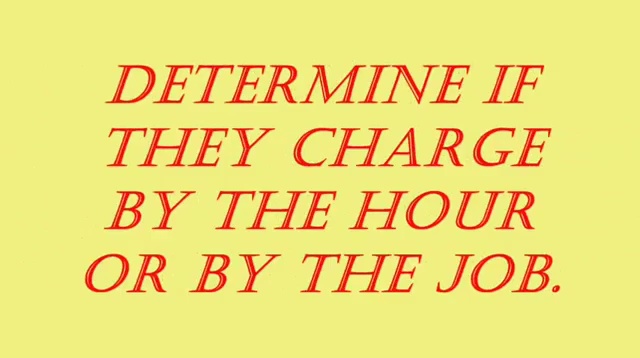 DETERMINE IF
THEY CHARGE
BY THE HOUR
OR BY THE JOB.